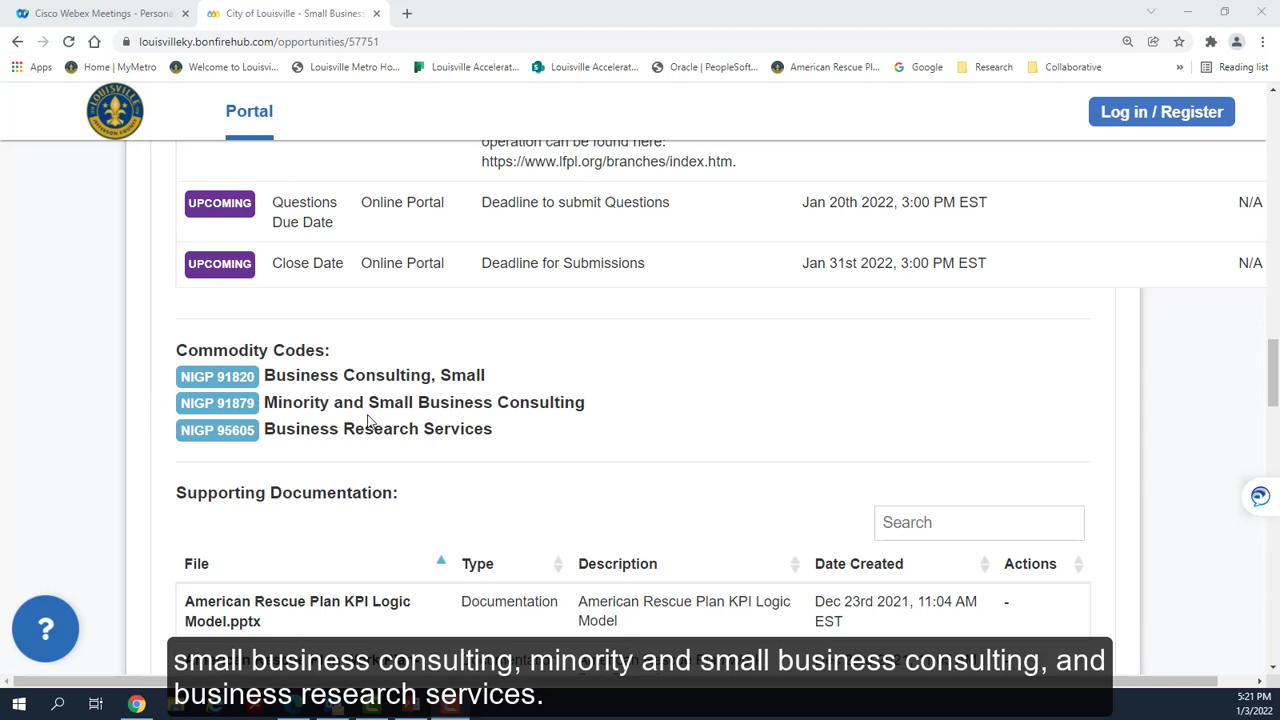 Cisco Webex Meetings - Persona
City of Louisville - Small Business
louisvilleky.bonfirehub.com/opportunities/57751
Apps
Home | MyMetro
Welcome to Louisvi...
Louisville Metro Ho...
Louisville Accelerat...
Louisville Accelerat...
Oracle | PeopleSoft...
American Rescue Pl...
Google
Research
Collaborative
»
Reading list
Portal
Log in / Register
operation can be found here:
https://www.lfpl.org/branches/index.htm.
UPCOMING Questions Due Date Online Portal Deadline to submit Questions Jan 20th 2022, 3:00 PM EST N/A
UPCOMING Close Date Online Portal Deadline for Submissions Jan 31st 2022, 3:00 PM EST N/A
Commodity Codes:
NIGP 91820 Business Consulting, Small
NIGP 91879 Minority and Small Business Consulting
NIGP 95605 Business Research Services
Supporting Documentation:
Search
File Type Description Date Created Actions
American Rescue Plan KPI Logic Model.pptx Documentation American Rescue Plan KPI Logic Model Dec 23rd 2021, 11:04 AM EST -
?
small business consulting, minority and small business consulting, and
business research services.
5:21 PM
1/3/2022